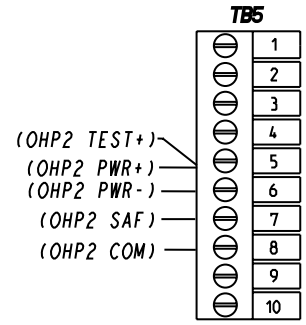 TB5
1
2
3
4
(OHP2 TEST+)
(OHP2 PWR+) 5
(OHP2 PWR-) 6
(OHP2 SAF) 7
(OHP2 COM) 8
9
10